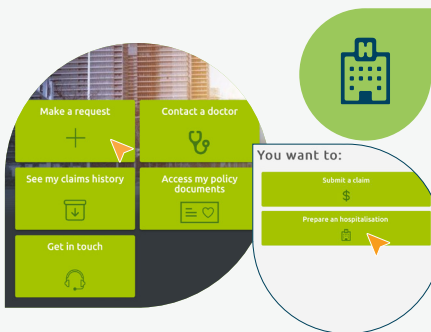 Make a request
Contact a doctor
See my claims history
Access my policy
documents
Get in touch
H
You want to:
Submit a claim
$
Prepare an hospitalisation